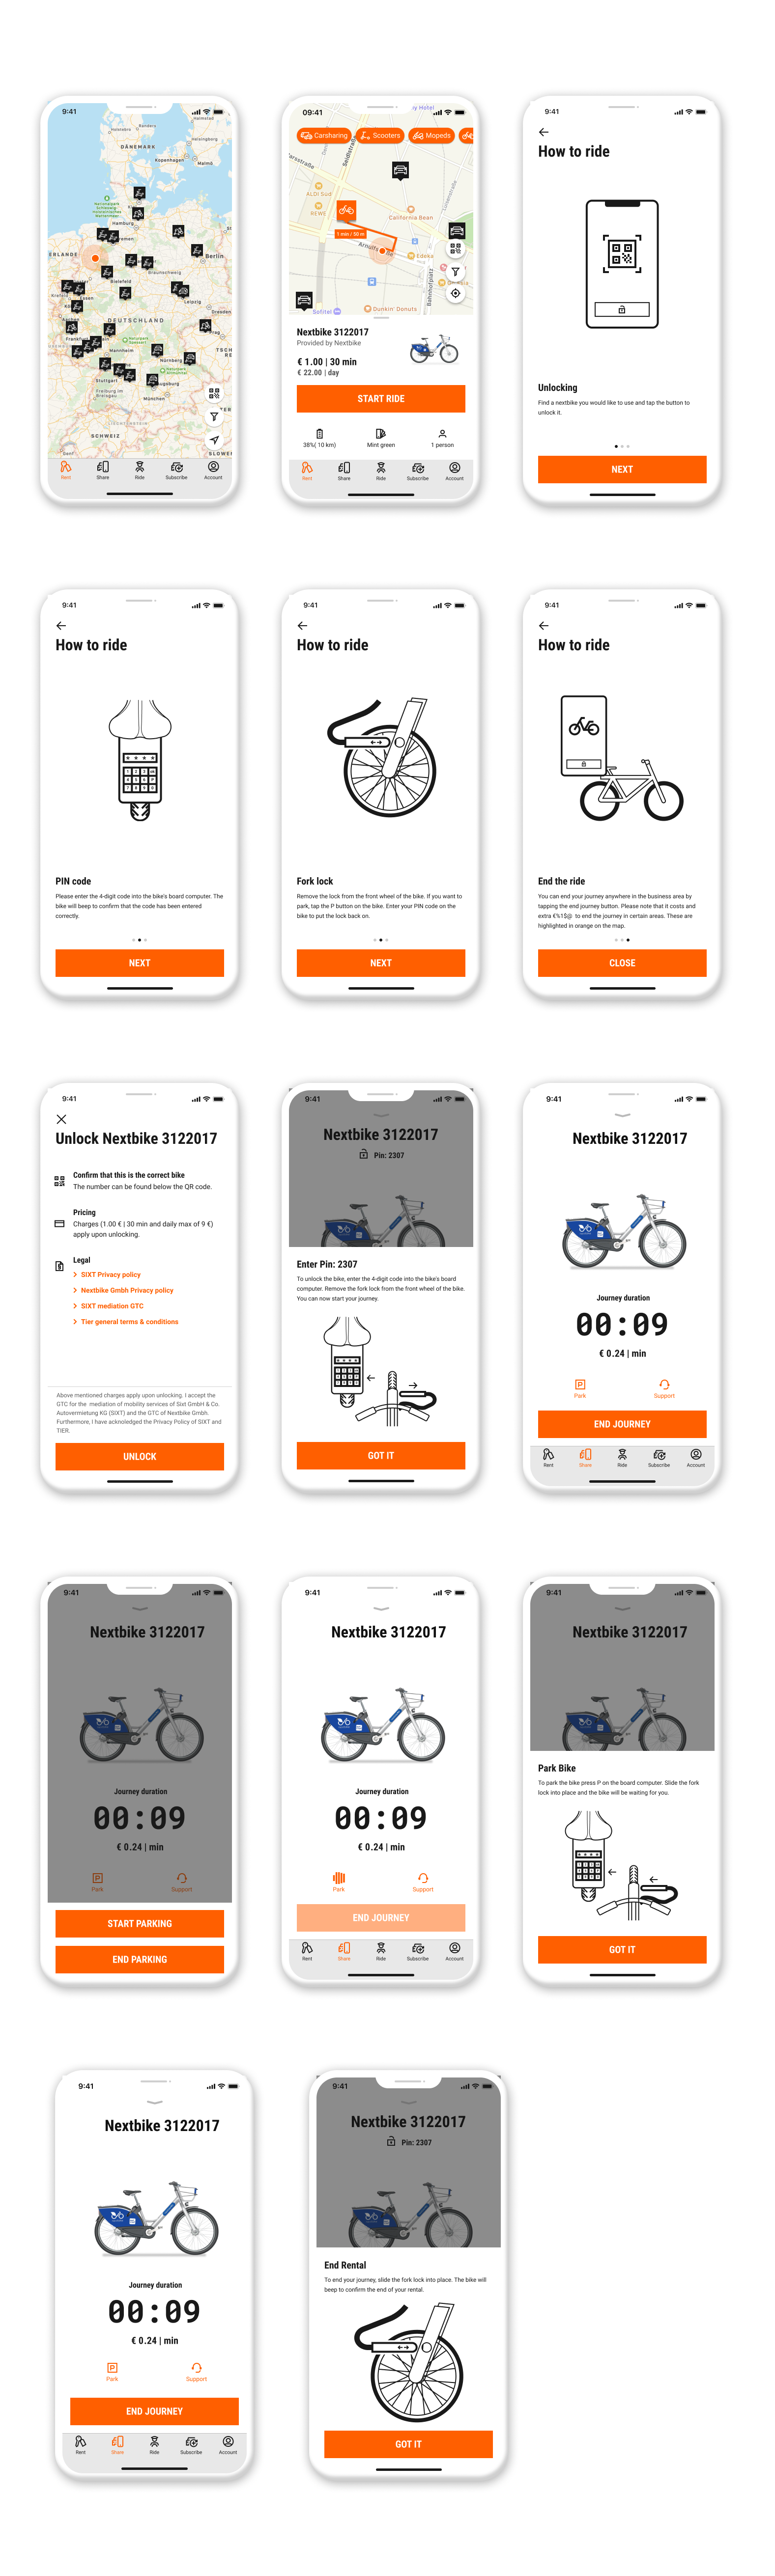 9:41
DÄNEMARK
Kopenhagen
Malmö
Hamburg
Berlin
Bielefeld
Braunschweig
Essen
Leipzig
Dresden
DEUTSCHLAND
Mannheim
Nürnberg
Stuttgart
München
SCHWEIZ
Rent
Share
Ride
Subscribe
Account
09:41
Carsharing
Scooters
Mopeds
ALDI Süd
REWE
California Bean
1 min / 50 m
Arnulfs
Edeka
Bahnhofplatz
Sofitel
Dunkin' Donuts
Nextbike 3122017
Provided by Nextbike
€ 1.00 | 30 min
€ 22.00 | day
START RIDE
38%( 10 km)
Mint green
1 person
Rent
Share
Ride
Subscribe
Account
9:41
How to ride
Unlocking
Find a nextbike you would like to use and tap the button to
unlock it.
NEXT
9:41
How to ride
PIN code
Please enter the 4-digit code into the bike's board computer. The
bike will beep to confirm that the code has been entered
correctly.
NEXT
9:41
How to ride
Fork lock
Remove the lock from the front wheel of the bike. If you want to
park, tap the P button on the bike. Enter your PIN code on the
bike to put the lock back on.
NEXT
9:41
How to ride
End the ride
You can end your journey anywhere in the business area by
tapping the end journey button. Please note that it costs and
extra €%1$@ to end the journey in certain areas. These are
highlighted in orange on the map.
CLOSE
9:41
Unlock Nextbike 3122017
Confirm that this is the correct bike
The number can be found below the QR code.
Pricing
Charges (1.00 € | 30 min and daily max of 9 €)
apply upon unlocking.
Legal
SIXT Privacy policy
Nextbike Gmbh Privacy policy
SIXT mediation GTC
Tier general terms & conditions
Above mentioned charges apply upon unlocking. I accept the
GTC for the mediation of mobility services of Sixt GmbH & Co.
Autovermietung KG (SIXT) and the GTC of Nextbike Gmbh.
Furthermore, I have acknowledged the Privacy Policy of SIXT and
TIER.
UNLOCK
9:41
Nextbike 3122017
Pin: 2307
Enter Pin: 2307
To unlock the bike, enter the 4-digit code into the bike's board
computer. Remove the fork lock from the front wheel of the bike.
You can now start your journey.
GOT IT
9:41
Nextbike 3122017
Journey duration
00:09
€ 0.24 | min
Park
Support
END JOURNEY
Rent
Share
Ride
Subscribe
Account
9:41
Nextbike 3122017
Journey duration
00:09
€ 0.24 | min
Park
Support
START PARKING
END PARKING
9:41
Nextbike 3122017
Journey duration
00:09
€ 0.24 | min
Park
Support
END JOURNEY
Rent
Share
Ride
Subscribe
Account
9:41
Nextbike 3122017
Park Bike
To park the bike press P on the board computer. Slide the fork
lock into place and the bike will be waiting for you.
GOT IT
9:41
Nextbike 3122017
Journey duration
00:09
€ 0.24 | min
Park
Support
END JOURNEY
Rent
Share
Ride
Subscribe
Account
9:41
Nextbike 3122017
Pin: 2307
End Rental
To end your journey, slide the fork lock into place. The bike will
beep to confirm the end of your rental.
GOT IT